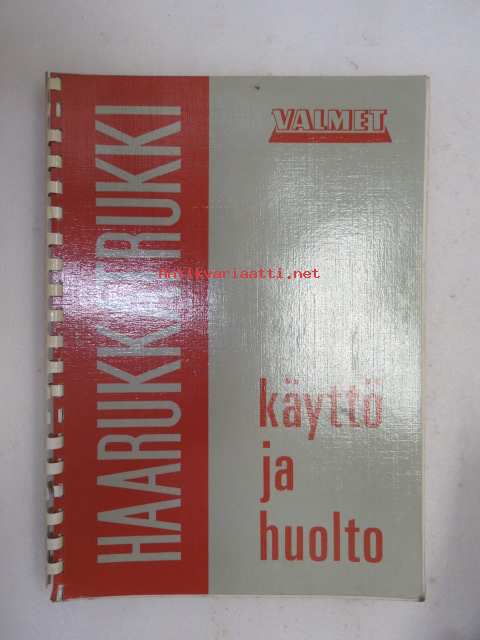 VALMET
HAARUKKATRUKKI
Antikvariaatti.net
käyttö
ja
huolto